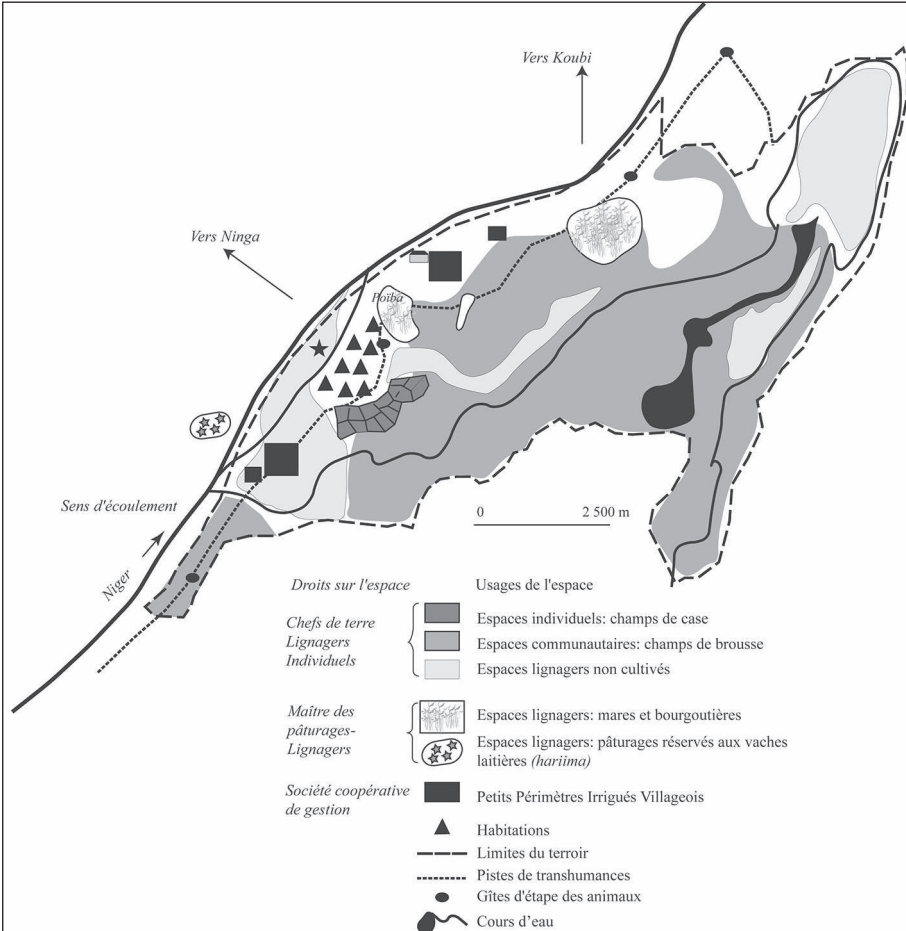 Vers Koubi
Vers Ninga
Poïba
Sens d'écoulement
Niger
0 2 500 m
Droits sur l'espace Usages de l'espace
Chefs de terre
Lignagers
Individuels
Espaces individuels: champs de case
Espaces communautaires: champs de brousse
Espaces lignagers non cultivés
Maître des
pâturages-
Lignagers
Espaces lignagers: mares et bourgoutières
Espaces lignagers: pâturages réservés aux vaches
laitières (hariima)
Société coopérative
de gestion
Petits Périmètres Irrigués Villageois
Habitations
Limites du terroir
Pistes de transhumances
Gîtes d'étape des animaux
Cours d’eau